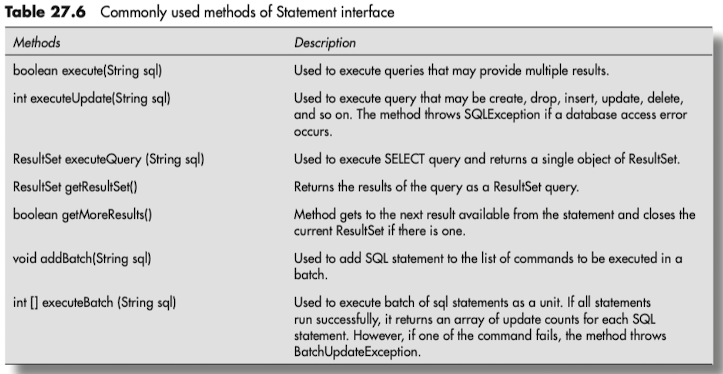 Table 27.6 Commonly used methods of Statement interface
Methods Description
boolean execute(String sql) Used to execute queries that may provide multiple results.
int executeUpdate(String sql) Used to execute query that may be create, drop, insert, update, delete,
and so on. The method throws SQLException if a database access error
occurs.
ResultSet executeQuery (String sql) Used to execute SELECT query and returns a single object of ResultSet.
ResultSet getResultSet() Returns the results of the query as a ResultSet query.
boolean getMoreResults() Method gets to the next result available from the statement and closes the
current ResultSet if there is one.
void addBatch(String sql) Used to add SQL statement to the list of commands to be executed in a
batch.
int [] executeBatch (String sql) Used to execute batch of sql statements as a unit. If all statements
run successfully, it returns an array of update counts for each SQL
statement. However, if one of the command fails, the method throws
BatchUpdateException.